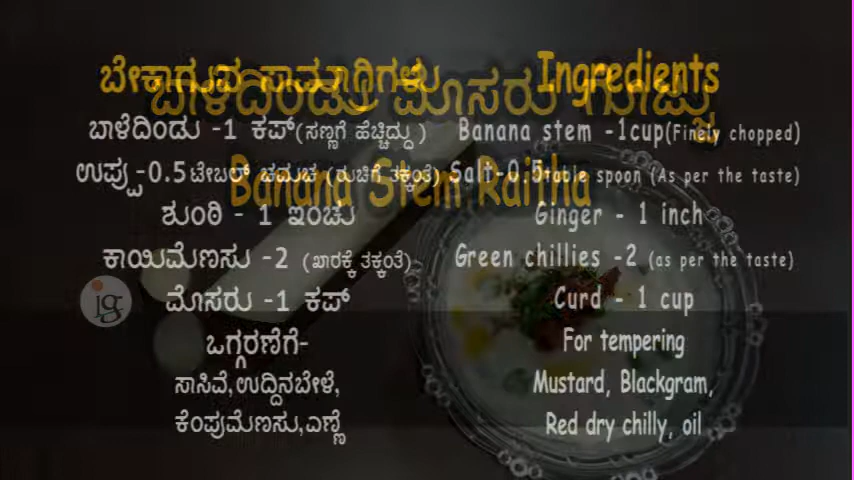 ಬೇಕಾಗುವ ಸಾಮಾಗ್ರಿಗಳು Ingredients
ಬಾಳೆದಿಂಡು ಮೊಸರು ಗೊಜ್ಜು
ಬಾಳೆದಿಂಡು -1 ಕಪ್(ಸಣ್ಣಗೆ ಹೆಚ್ಚಿದ್ದು ) Banana stem -1cup(Finely chopped)
ಉಪ್ಪು-0.5ಟೇಬಲ್ ಚಮಚ (ರುಚಿಗೆ ತಕ್ಕಂತೆ) Salt-0.5table spoon (As per the taste)
Banana Stem Raitha
ಶುಂಠಿ - 1 ಇಂಚು Ginger - 1 inch
ಕಾಯಿಮೆಣಸು -2 (ಖಾರಕ್ಕೆ ತಕ್ಕಂತೆ) Green chillies -2 (as per the taste)
ig
ಮೊಸರು -1 ಕಪ್ Curd - 1 cup
ಒಗ್ಗರಣೆಗೆ- For tempering
ಸಾಸಿವೆ,ಉದ್ದಿನಬೇಳೆ, Mustard, Blackgram,
ಕೆಂಪುಮೆಣಸು,ಎಣ್ಣೆ Red dry chilly, oil